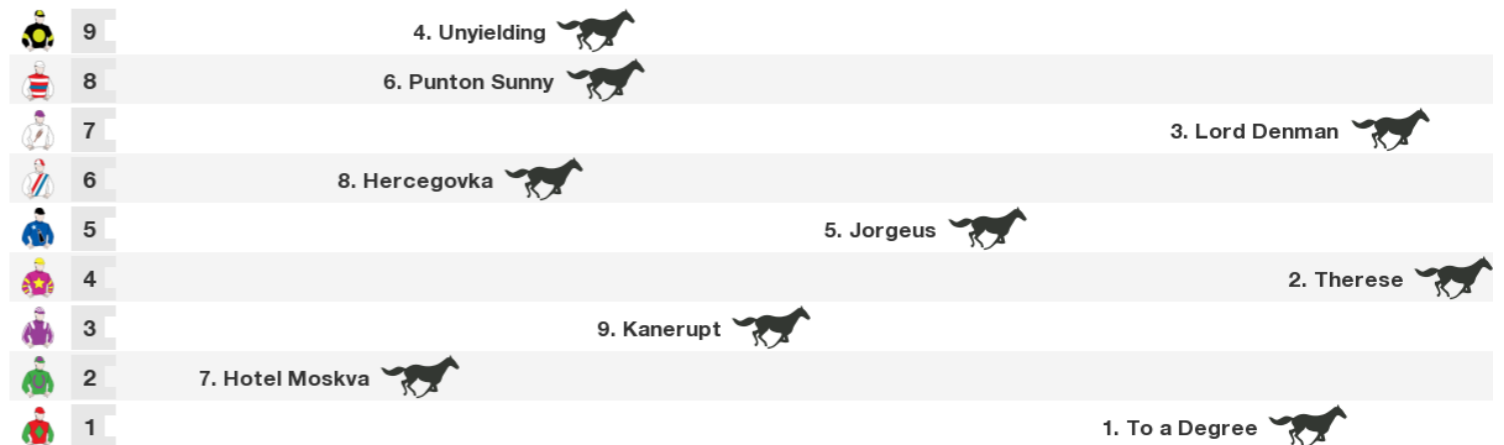 9 4. Unyielding
8 6. Punton Sunny
7 3. Lord Denman
6 8. Hercegovka
5 5. Jorgeus
4 2. Therese
3 9. Kanerupt
2 7. Hotel Moskva
1 1. To a Degree